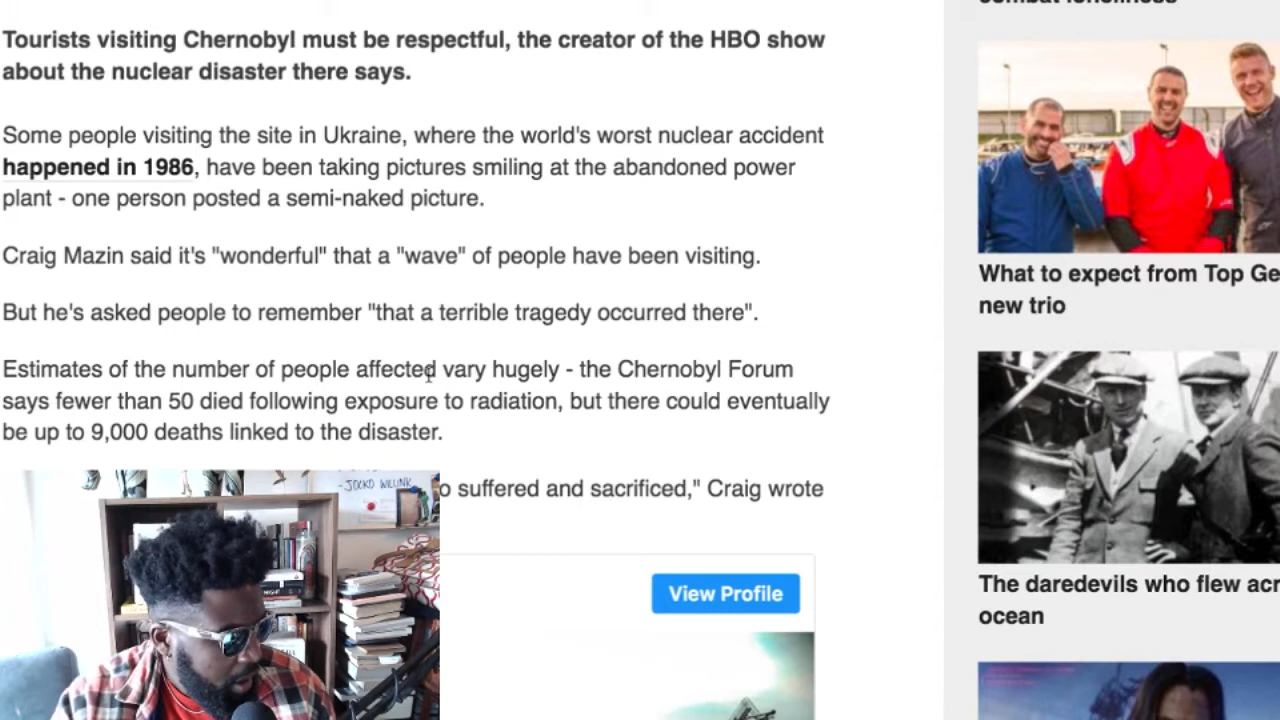 Tourists visiting Chernobyl must be respectful, the creator of the HBO show
about the nuclear disaster there says.
Some people visiting the site in Ukraine, where the world's worst nuclear accident
happened in 1986, have been taking pictures smiling at the abandoned power
plant - one person posted a semi-naked picture.
Craig Mazin said it's "wonderful" that a "wave" of people have been visiting.
But he's asked people to remember "that a terrible tragedy occurred there".
Estimates of the number of people affected vary hugely - the Chernobyl Forum
says fewer than 50 died following exposure to radiation, but there could eventually
be up to 9,000 deaths linked to the disaster.
o suffered and sacrificed," Craig wrote
View Profile
-JOCKO WILLINK
combat loneliness
What to expect from Top Ge
new trio
The daredevils who flew acr
ocean